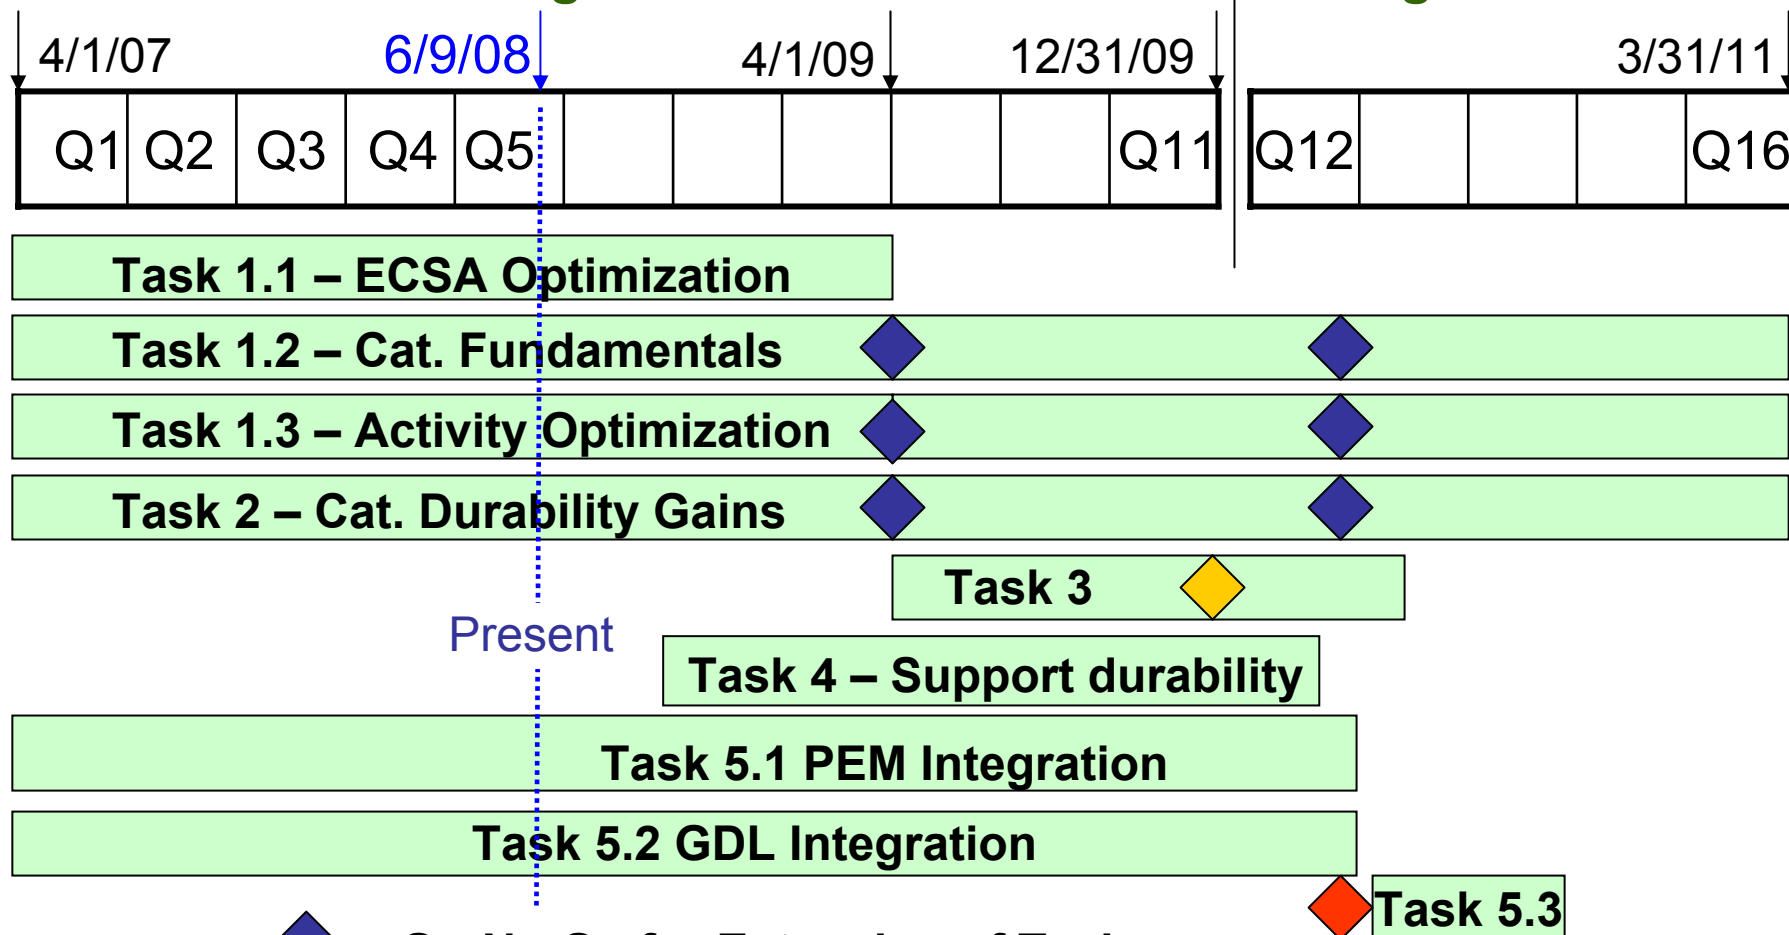 4/1/07 6/9/08 4/1/09 12/31/09 3/31/11
Q1 Q2 Q3 Q4 Q5 Q11 Q12 Q16
Task 1.1 – ECSA Optimization
Task 1.2 – Cat. Fundamentals
Task 1.3 – Activity Optimization
Task 2 – Cat. Durability Gains
Task 3
Present
Task 4 – Support durability
Task 5.1 PEM Integration
Task 5.2 GDL Integration
Task 5.3